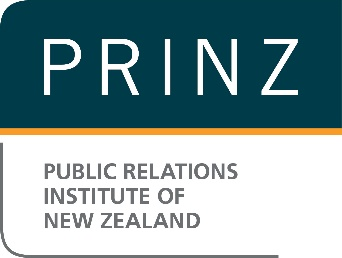 PRINZ
PUBLIC RELATIONS
INSTITUTE OF
NEW ZEALAND